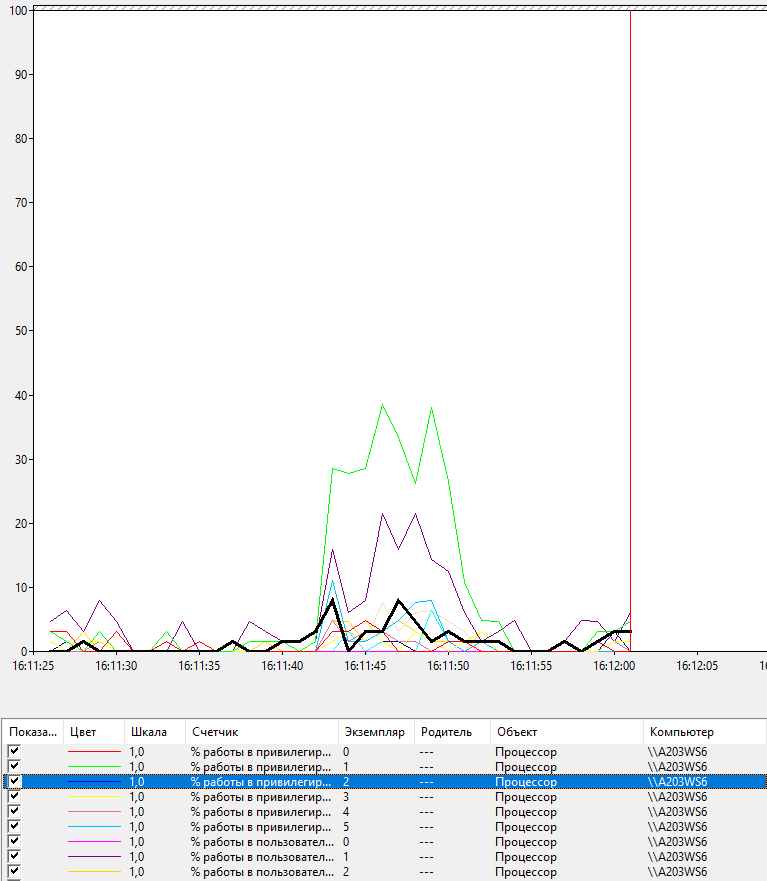 100
90
80
70
60
50
40
30
20
10
0
16:11:25 16:11:30 16:11:35 16:11:40 16:11:45 16:11:50 16:11:55 16:12:00 16:12:05
Показа... Цвет Шкала Счетчик Экземпляр Родитель Объект Компьютер
1,0 % работы в привилегир... 0 --- Процессор \\A203WS6
1,0 % работы в привилегир... 1 --- Процессор \\A203WS6
1,0 % работы в привилегир... 2 --- Процессор \\A203WS6
1,0 % работы в привилегир... 3 --- Процессор \\A203WS6
1,0 % работы в привилегир... 4 --- Процессор \\A203WS6
1,0 % работы в привилегир... 5 --- Процессор \\A203WS6
1,0 % работы в пользовател... 0 --- Процессор \\A203WS6
1,0 % работы в пользовател... 1 --- Процессор \\A203WS6
1,0 % работы в пользовател... 2 --- Процессор \\A203WS6